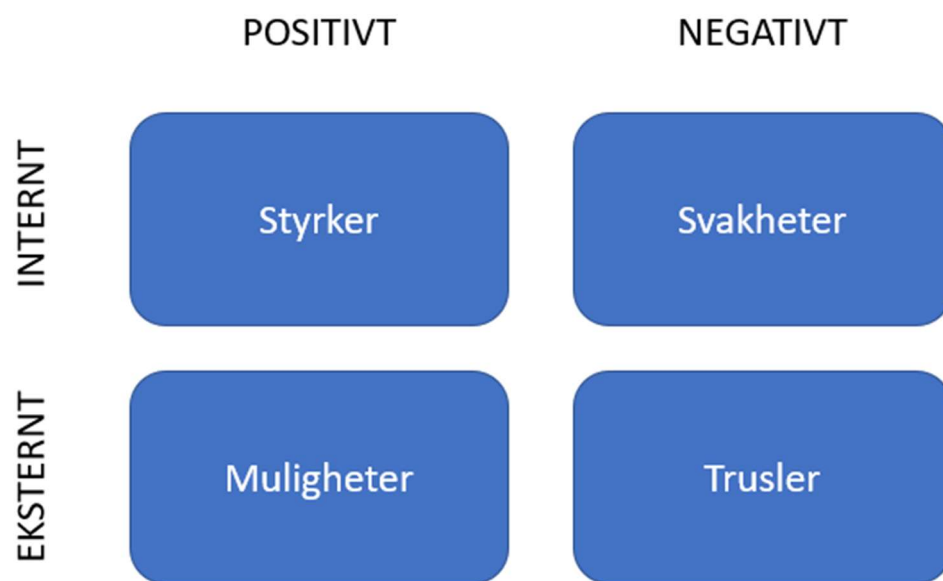 POSITIVT NEGATIVT
INTERNT
Styrker Svakheter
EKSTERNT
Muligheter Trusler